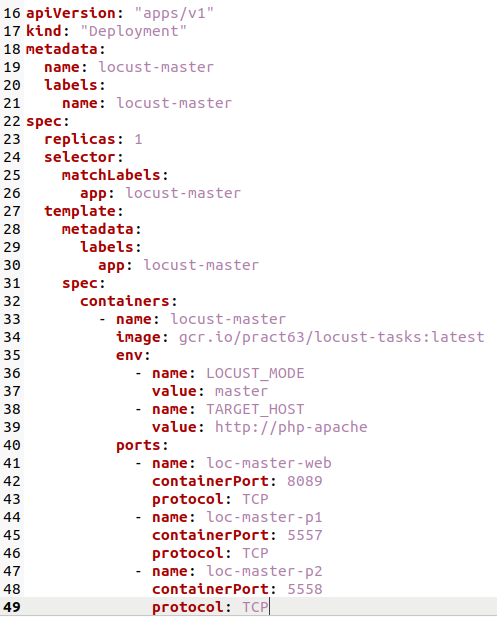 16 apiVersion: "apps/v1"
17 kind: "Deployment"
18 metadata:
19   name: locust-master
20   labels:
21     name: locust-master
22 spec:
23   replicas: 1
24   selector:
25     matchLabels:
26       app: locust-master
27   template:
28     metadata:
29       labels:
30         app: locust-master
31     spec:
32       containers:
33         - name: locust-master
34           image: gcr.io/pract63/locust-tasks:latest
35           env:
36             - name: LOCUST_MODE
37               value: master
38             - name: TARGET_HOST
39               value: http://php-apache
40           ports:
41             - name: loc-master-web
42               containerPort: 8089
43               protocol: TCP
44             - name: loc-master-p1
45               containerPort: 5557
46               protocol: TCP
47             - name: loc-master-p2
48               containerPort: 5558
49               protocol: TCP